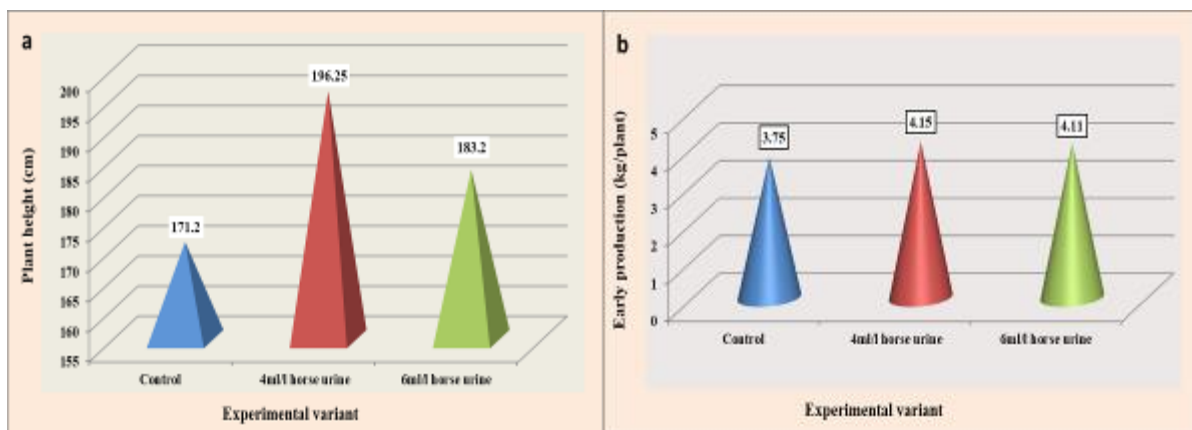 a
Plant height (cm)
200
195
190
185
180
175
170
165
160
155
171.2
196.25
183.2
Control
4ml/l horse urine
6ml/l horse urine
Experimental variant
b
Early production (kg/plant)
5
4
3
2
1
0
3.75
4.15
4.11
Control
4ml/l horse urine
6ml/l horse urine
Experimental variant